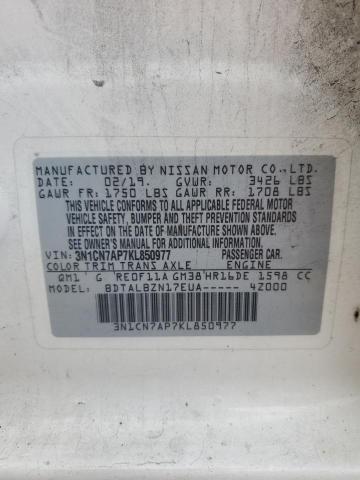 MANUFACTURED BY NISSAN MOTOR CO., LTD.
DATE: 02/19. GVWR: 3426 LBS
GAWR FR: 1750 LBS GAWR RR: 1708 LBS
THIS VEHICLE CONFORMS TO ALL APPLICABLE FEDERAL MOTOR
VEHICLE SAFETY, BUMPER AND THEFT PREVENTION STANDARDS
IN EFFECT ON THE DATE OF MANUFACTURE SHOWN ABOVE.
SEE OWNER'S MANUAL FOR ADDITIONAL INFORMATION
VIN: 3N1CN7AP7KL850977 PASSENGER CAR.
COLOR TRIM TRANS AXLE ENGINE
QM1 G RE0F11A GM38 HR16DE 1598 CC
BDTALBZN17EUA----- 4Z000
3N1CN7AP7KL850977